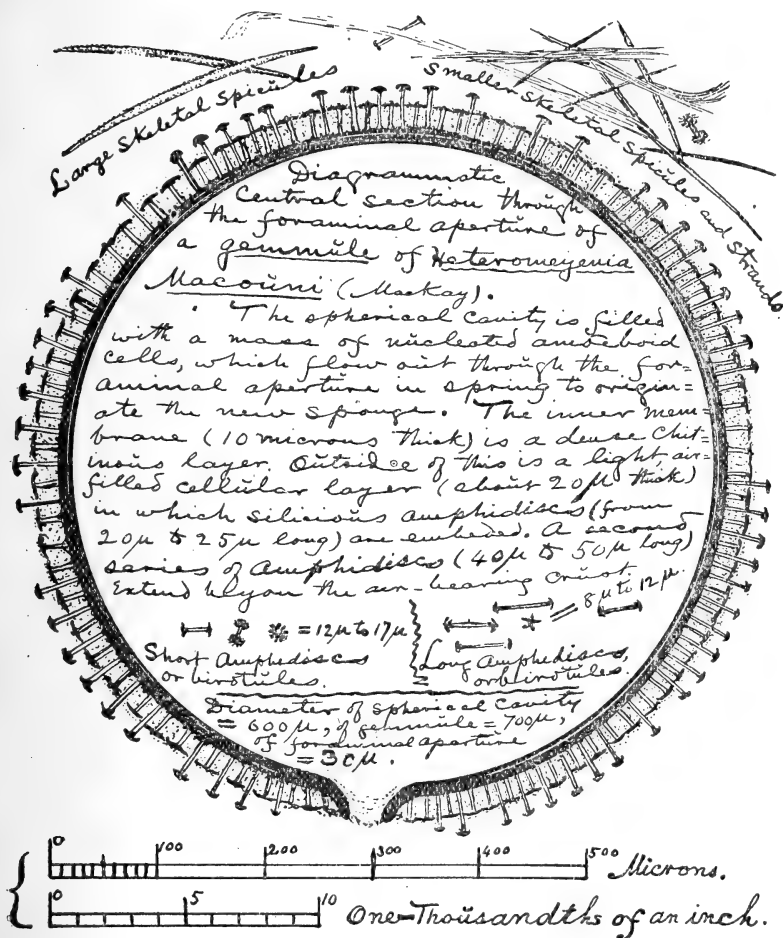 Large Skeletal Spicules
Smaller Skeletal Spicules and Strands
Diagrammatic
Central section through
the foraminal aperture of
a gemmule of Heteromeyenia
Macouni (MacKay).
The spherical cavity is filled
with a mass of nucleated amoeboid
cells, which flow out through the for=
aminal aperture in spring to origin=
ate the new sponge. The inner mem=
brane (10 microns thick) is a dense chit=
inous layer. Outside of this is a light, air=
filled cellular layer (about 20μ thick)
in which silicious amphidiscs (from
20μ to 25μ long) are embeded. A second
series of amphidiscs (40μ to 50μ long)
Extend beyon the air-bearing crust.
= 8μ to 12μ.
= 12μ to 17μ
Short Amphidiscs
or birotules.
Long Amphidiscs,
or birotules.
Diameter of spherical cavity
= 600μ, of gemmule = 700μ,
of foraminal aperture
= 30μ.
0 100 200 300 400 500 Microns.
0 5 10 One=Thousandths of an inch.